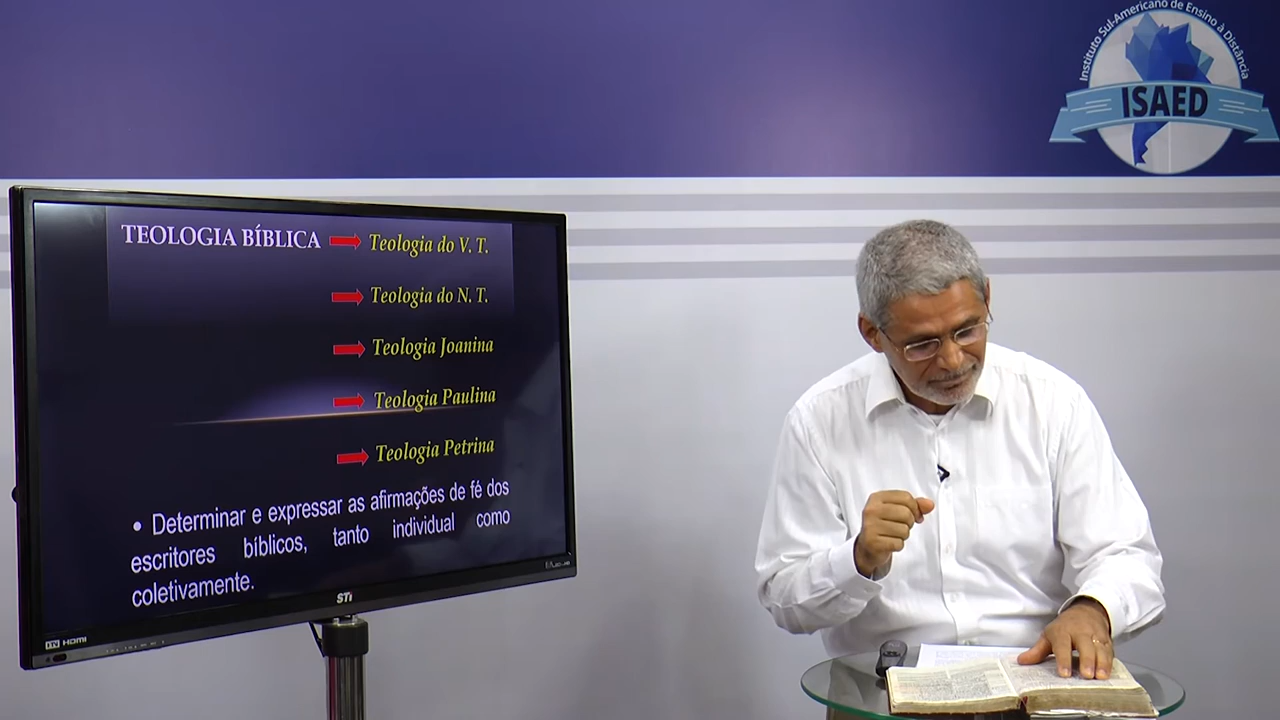 Instituto Sul-Americano de Ensino à Distância
ISAED
TEOLOGIA BÍBLICA Teologia do V. T.
Teologia do N. T.
Teologia Joanina
Teologia Paulina
Teologia Petrina
• Determinar e expressar as afirmações de fé dos
escritores bíblicos, tanto individual como
coletivamente.
STi
HDMI